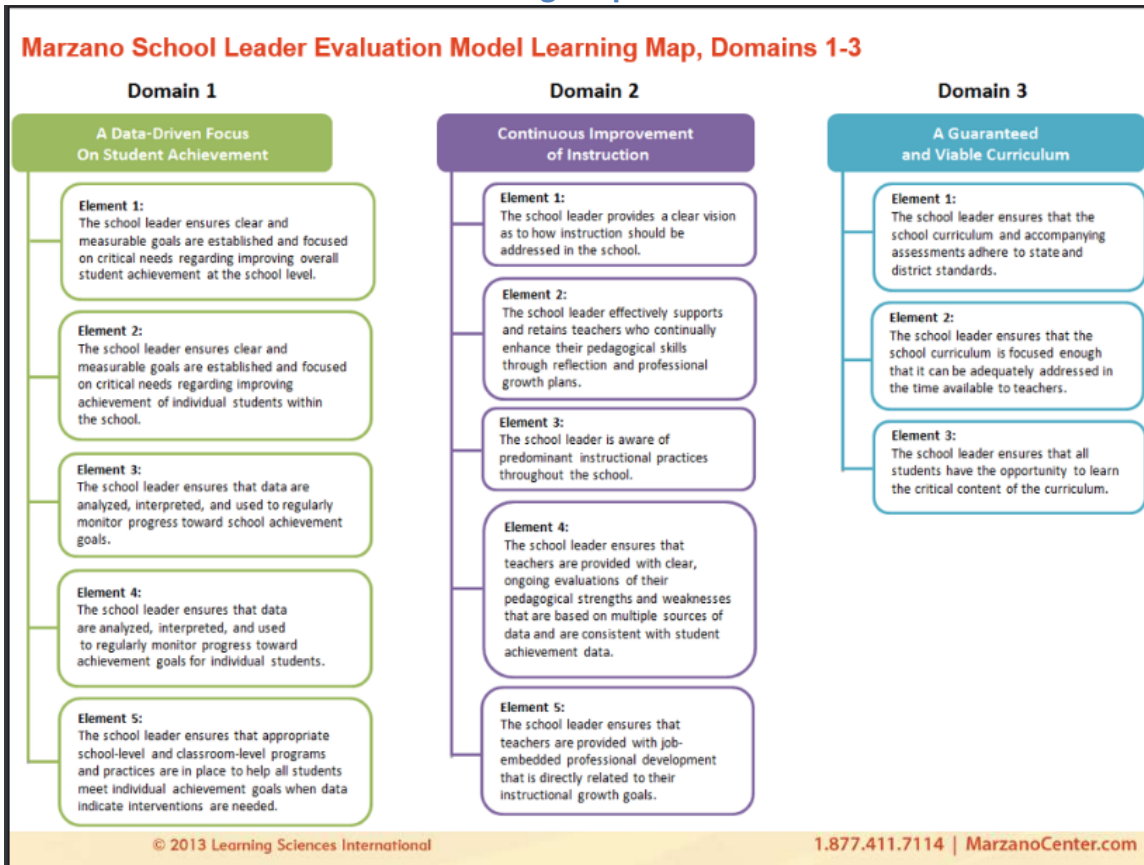 Marzano School Leader Evaluation Model Learning Map, Domains 1-3
Domain 1
A Data-Driven Focus
On Student Achievement
Element 1:
The school leader ensures clear and
measurable goals are established and focused
on critical needs regarding improving overall
student achievement at the school level.
Element 2:
The school leader ensures clear and
measurable goals are established and focused
on critical needs regarding improving
achievement of individual students within
the school.
Element 3:
The school leader ensures that data are
analyzed, interpreted, and used to regularly
monitor progress toward school achievement
goals.
Element 4:
The school leader ensures that data
are analyzed, interpreted, and used
to regularly monitor progress toward
achievement goals for individual students.
Element 5:
The school leader ensures that appropriate
school-level and classroom-level programs
and practices are in place to help all students
meet individual achievement goals when data
indicate interventions are needed.
Domain 2
Continuous Improvement
of Instruction
Element 1:
The school leader provides a clear vision
as to how instruction should be
addressed in the school.
Element 2:
The school leader effectively supports
and retains teachers who continually
enhance their pedagogical skills
through reflection and professional
growth plans.
Element 3:
The school leader is aware of
predominant instructional practices
throughout the school.
Element 4:
The school leader ensures that
teachers are provided with clear,
ongoing evaluations of their
pedagogical strengths and weaknesses
that are based on multiple sources of
data and are consistent with student
achievement data.
Element 5:
The school leader ensures that
teachers are provided with job-
embedded professional development
that is directly related to their
instructional growth goals.
Domain 3
A Guaranteed
and Viable Curriculum
Element 1:
The school leader ensures that the
school curriculum and accompanying
assessments adhere to state and
district standards.
Element 2:
The school leader ensures that the
school curriculum is focused enough
that it can be adequately addressed in
the time available to teachers.
Element 3:
The school leader ensures that all
students have the opportunity to learn
the critical content of the curriculum.
© 2013 Learning Sciences International
1.877.411.7114 | MarzanoCenter.com